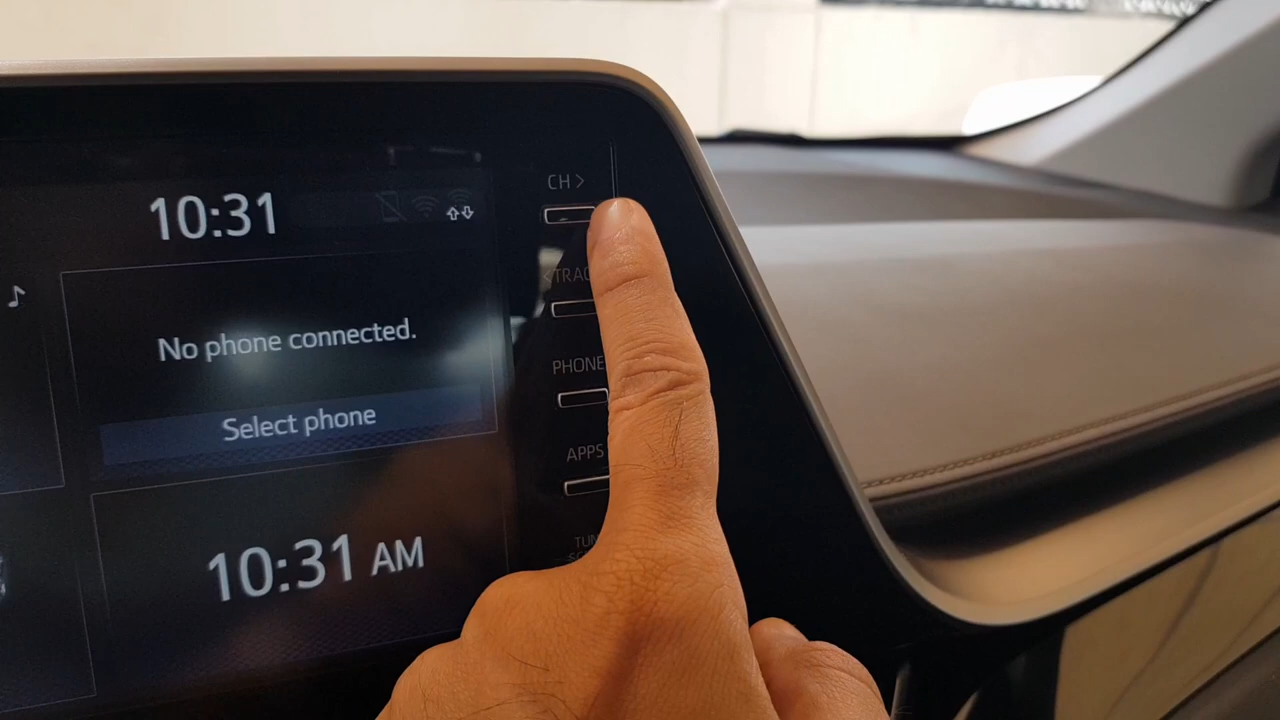 10:31
CH >
No phone connected.
PHONE
Select phone
APPS
10:31 AM